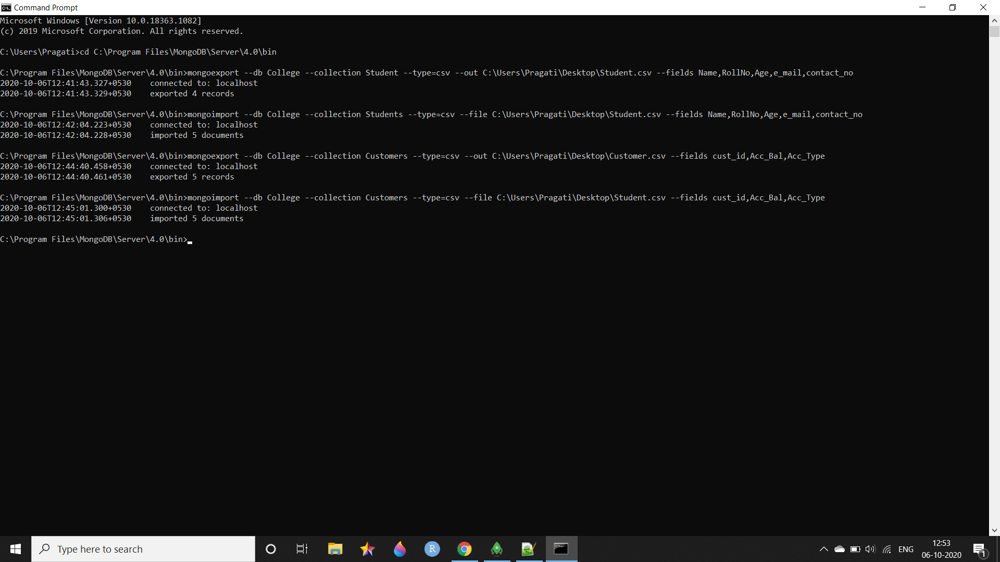 Command Prompt
Microsoft Windows [Version 10.0.18363.1082]
(c) 2019 Microsoft Corporation. All rights reserved.
C:\Users\Pragati>cd C:\Program Files\MongoDB\Server\4.0\bin
C:\Program Files\MongoDB\Server\4.0\bin>mongoexport --db College --collection Student --type=csv --out C:\Users\Pragati\Desktop\Student.csv --fields Name,RollNo,Age,e_mail,contact_no
2020-10-06T12:41:43.327+0530    connected to: localhost
2020-10-06T12:41:43.329+0530    exported 4 records
C:\Program Files\MongoDB\Server\4.0\bin>mongoimport --db College --collection Students --type=csv --file C:\Users\Pragati\Desktop\Student.csv --fields Name,RollNo,Age,e_mail,contact_no
2020-10-06T12:42:04.223+0530    connected to: localhost
2020-10-06T12:42:04.228+0530    imported 5 documents
C:\Program Files\MongoDB\Server\4.0\bin>mongoexport --db College --collection Customers --type=csv --out C:\Users\Pragati\Desktop\Customer.csv --fields cust_id,Acc_Bal,Acc_Type
2020-10-06T12:44:40.458+0530    connected to: localhost
2020-10-06T12:44:40.461+0530    exported 5 records
C:\Program Files\MongoDB\Server\4.0\bin>mongoimport --db College --collection Customers --type=csv --file C:\Users\Pragati\Desktop\Student.csv --fields cust_id,Acc_Bal,Acc_Type
2020-10-06T12:45:01.300+0530    connected to: localhost
2020-10-06T12:45:01.306+0530    imported 5 documents
C:\Program Files\MongoDB\Server\4.0\bin>
Type here to search
R
ENG
12:53
06-10-2020
1